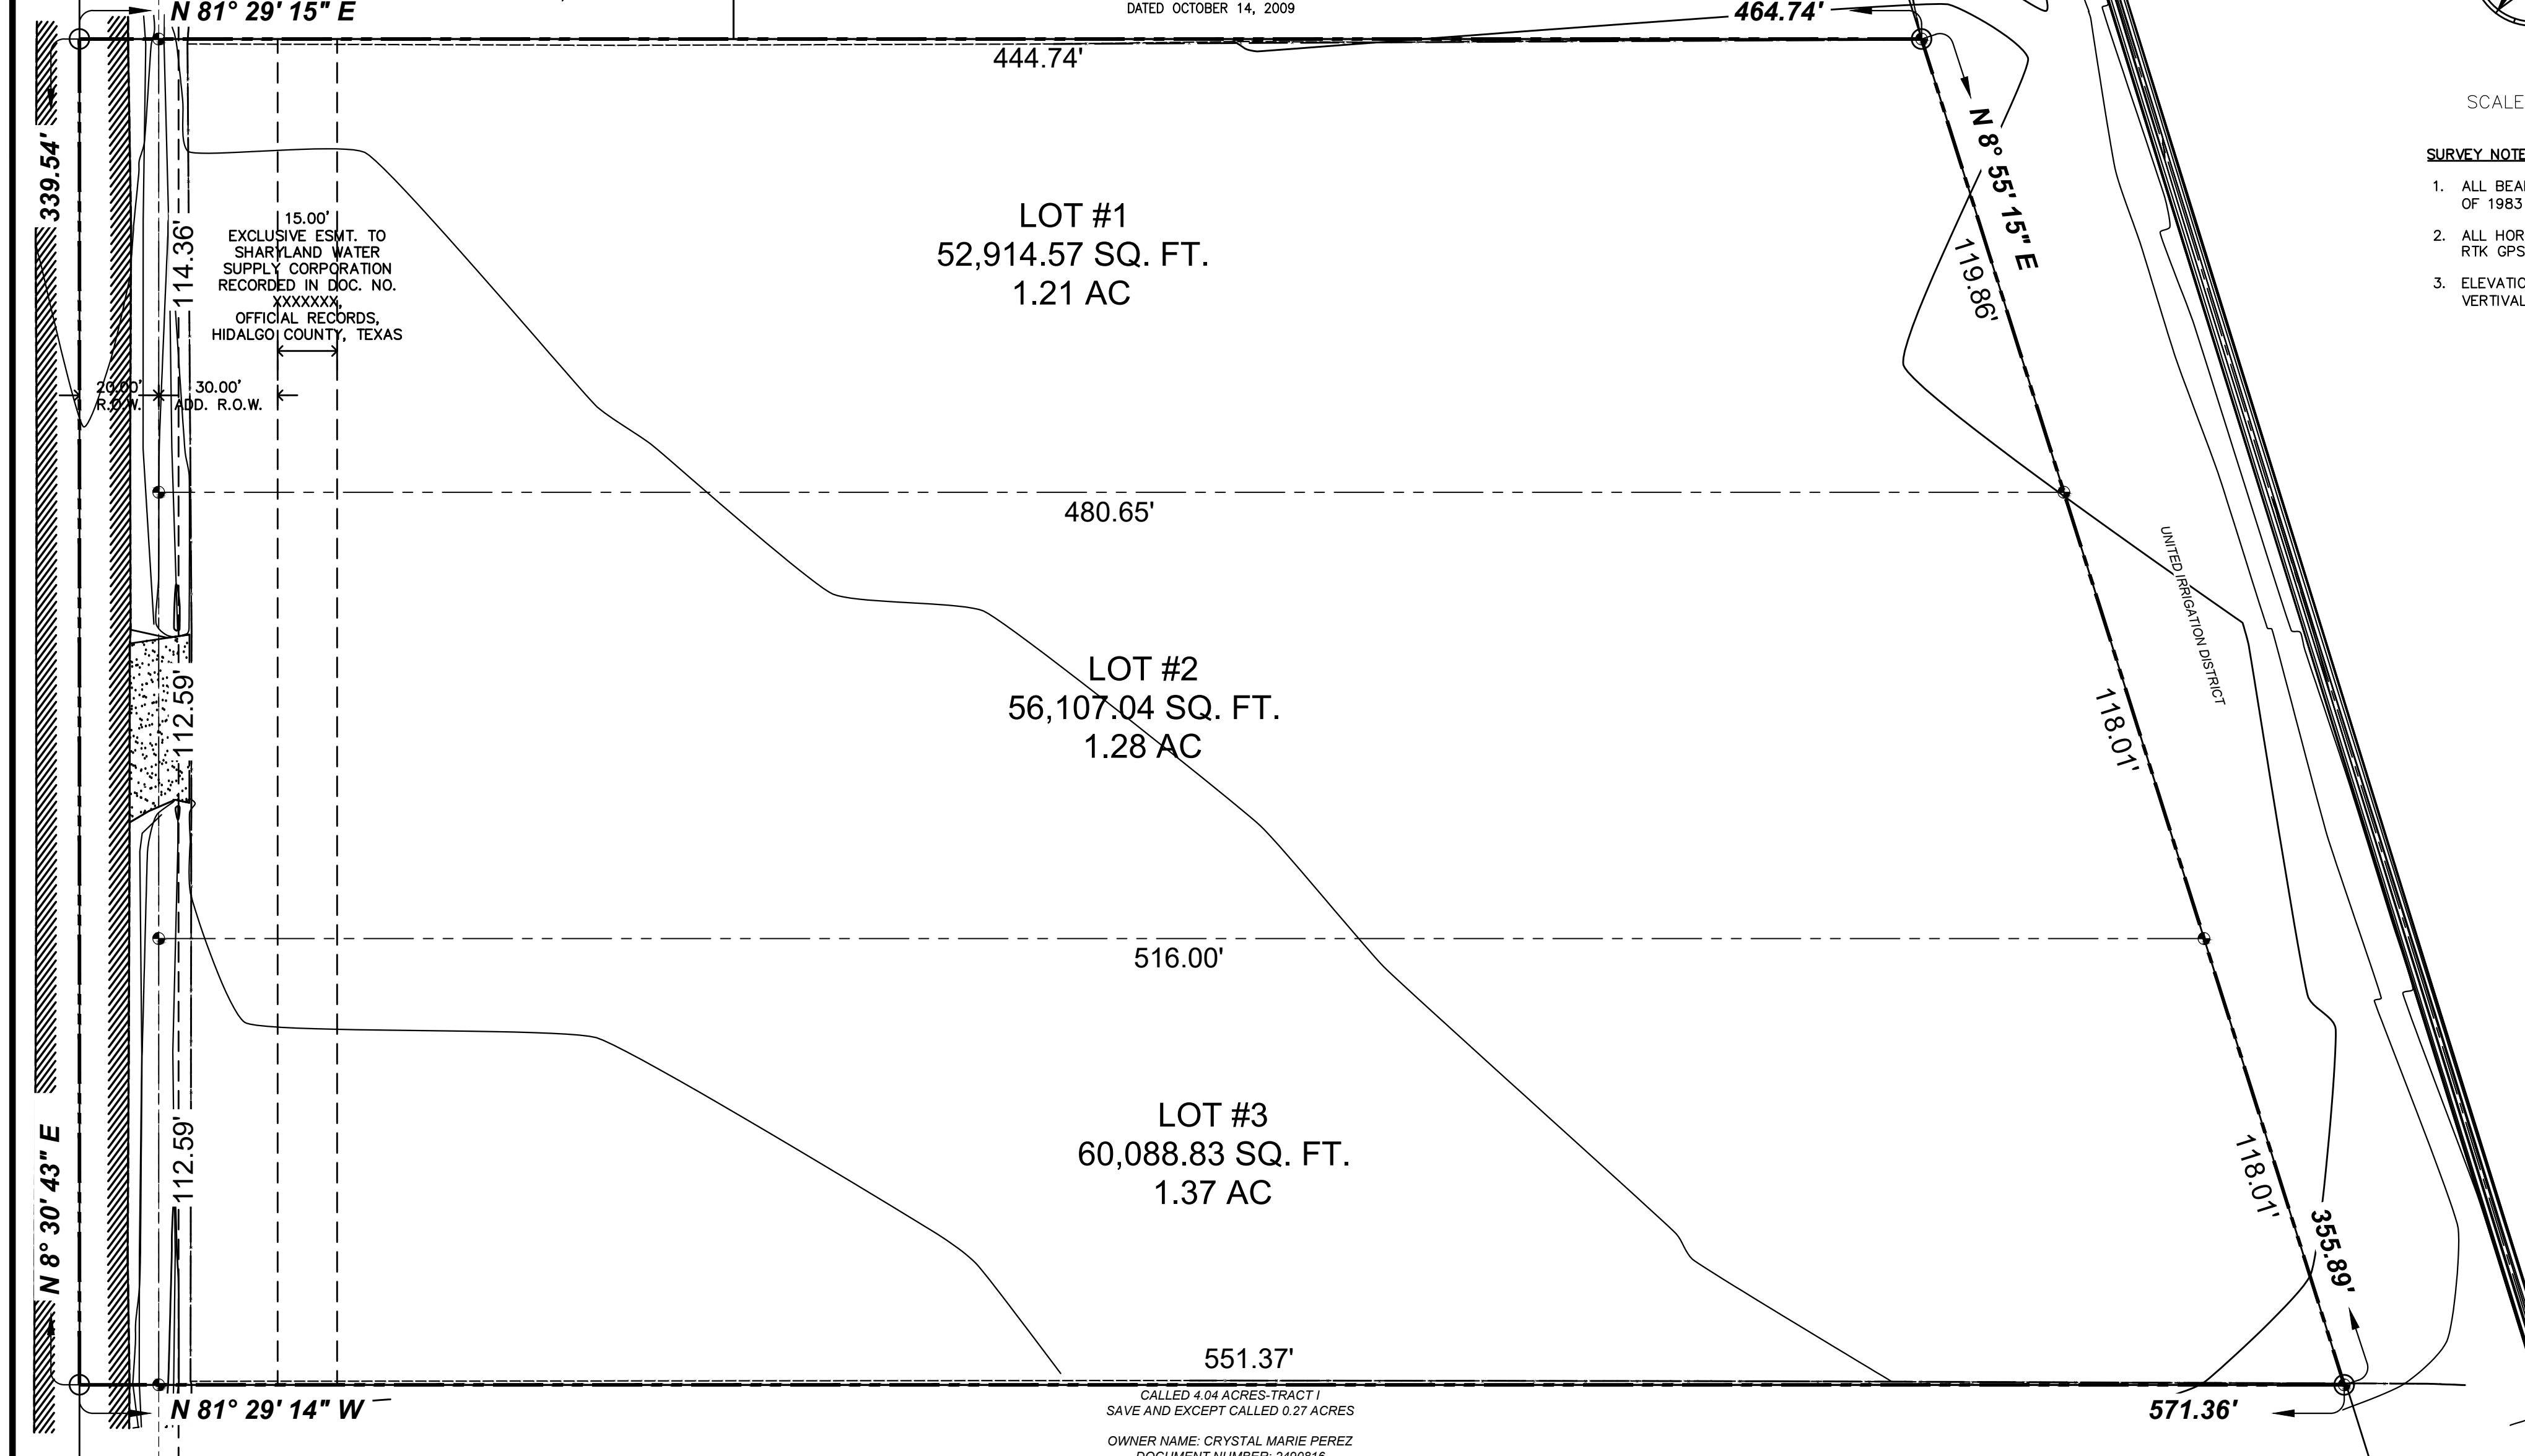 N 81° 29' 15" E
DATED OCTOBER 14, 2009
464.74'
444.74'
339.54'
N 8° 55' 15" E
SCALE
SURVEY NOTE
1. ALL BEA
OF 1983
2. ALL HOR
RTK GPS
3. ELEVATIO
VERTIVAL
LOT #1
52,914.57 SQ. FT.
1.21 AC
114.36'
15.00'
EXCLUSIVE ESMT. TO
SHARYLAND WATER
SUPPLY CORPORATION
RECORDED IN DOC. NO.
XXXXXXX,
OFFICIAL RECORDS,
HIDALGO COUNTY, TEXAS
119.86'
20.00'
R.O.W.
30.00'
ADD. R.O.W.
480.65'
UNITED IRRIGATION DISTRICT
LOT #2
56,107.04 SQ. FT.
1.28 AC
112.59'
118.01'
516.00'
LOT #3
60,088.83 SQ. FT.
1.37 AC
112.59'
118.01'
N 8° 30' 43" E
355.89'
551.37'
N 81° 29' 14" W
CALLED 4.04 ACRES-TRACT I
SAVE AND EXCEPT CALLED 0.27 ACRES
571.36'
OWNER NAME: CRYSTAL MARIE PEREZ
DOCUMENT NUMBER: 2490816